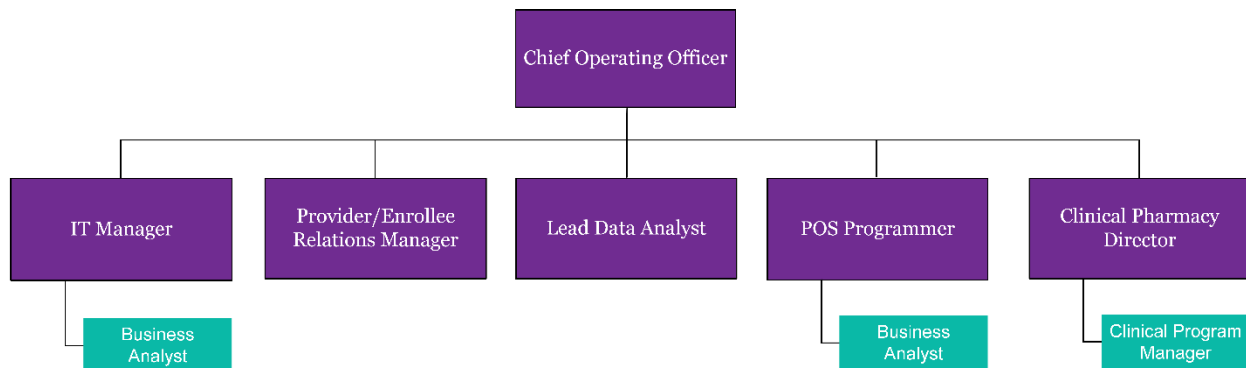 Chief Operating Officer
IT Manager
Provider/Enrollee
Relations Manager
Lead Data Analyst
POS Programmer
Clinical Pharmacy
Director
Business
Analyst
Business
Analyst
Clinical Program
Manager